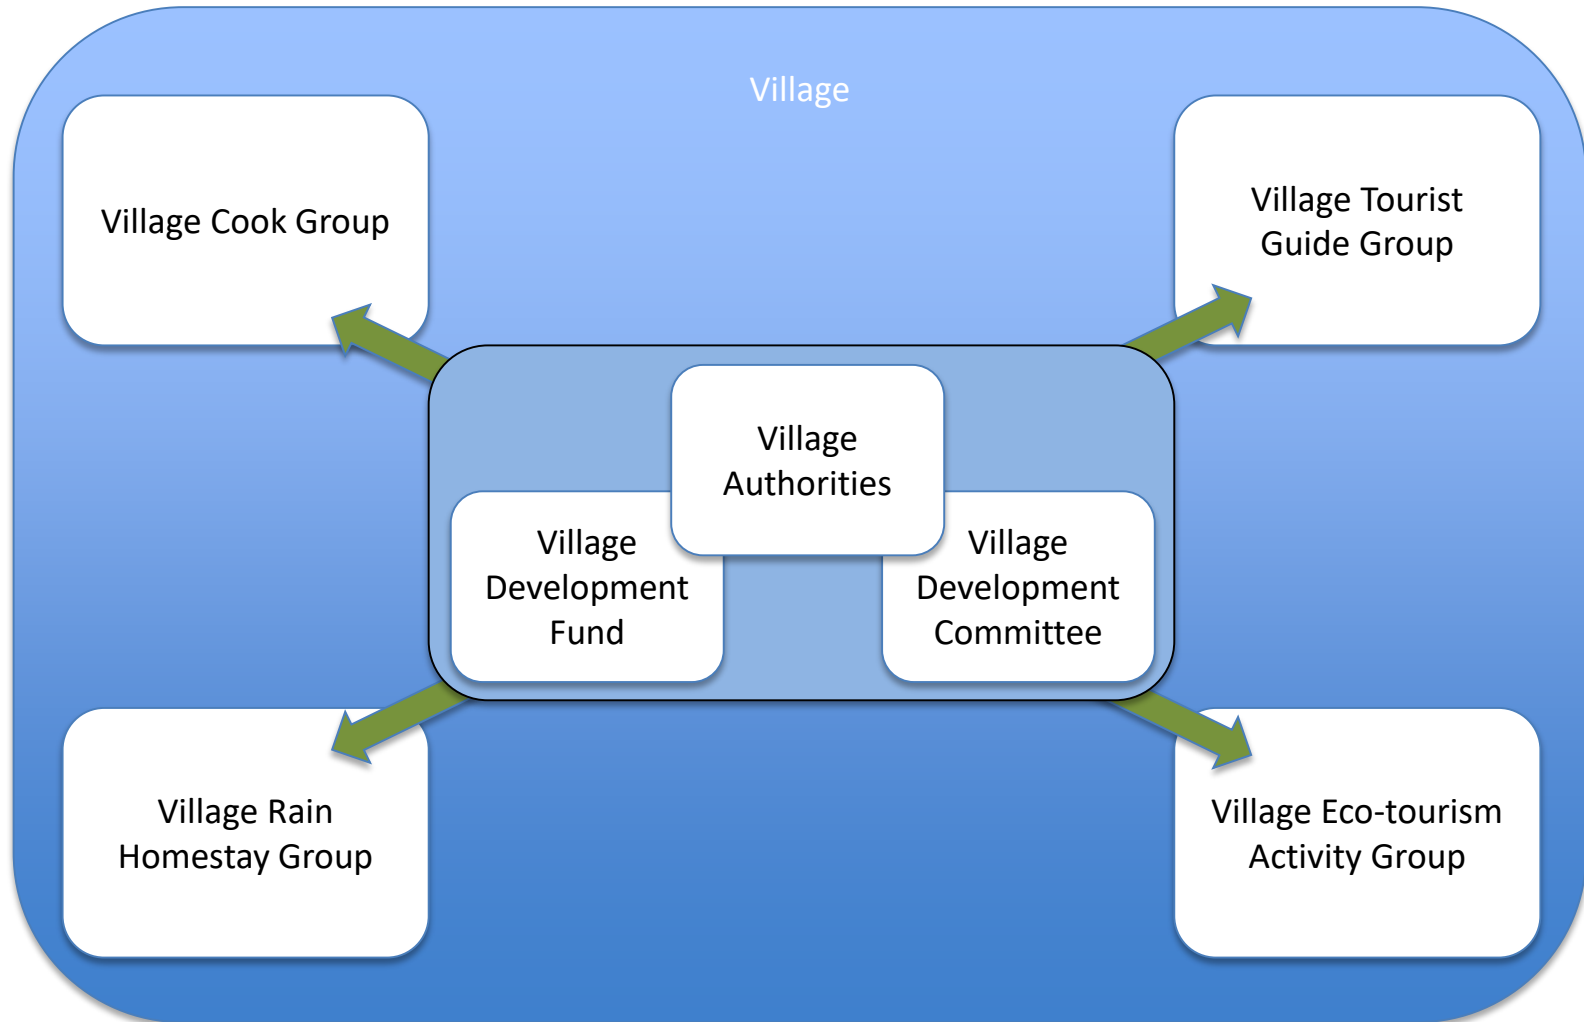 Village
Village Cook Group
Village Tourist
Guide Group
Village
Authorities
Village
Development
Fund
Village
Development
Committee
Village Rain
Homestay Group
Village Eco-tourism
Activity Group